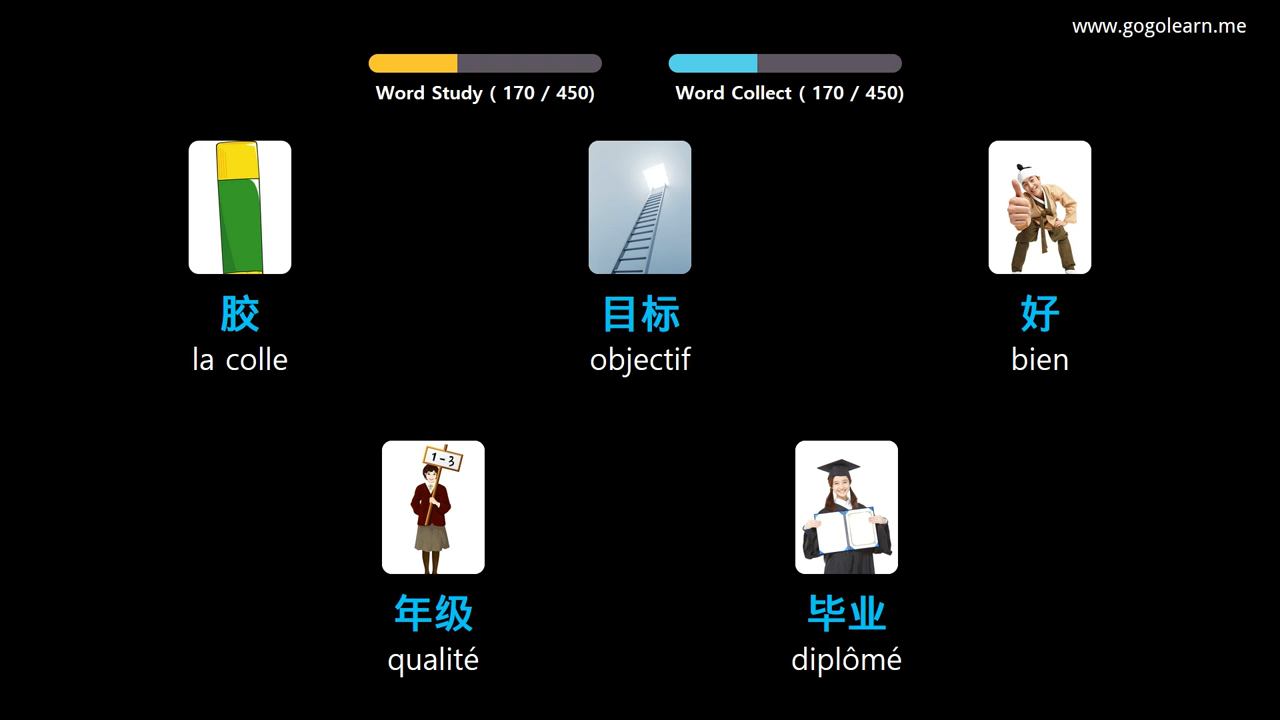 www.gogolearn.me
Word Study ( 170 / 450)
Word Collect ( 170 / 450)
胶
la colle
目标
objectif
好
bien
1-3
年级
qualité
毕业
diplômé